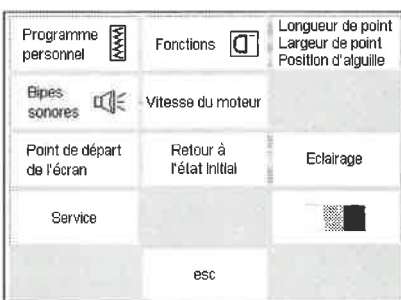 Programme
personnel
Fonctions
Longueur de point
Largeur de point
Position d'aiguille
Bipes
sonores
Vitesse du moteur
Point de départ
de l'écran
Retour à
l'état initial
Eclairage
Service
esc